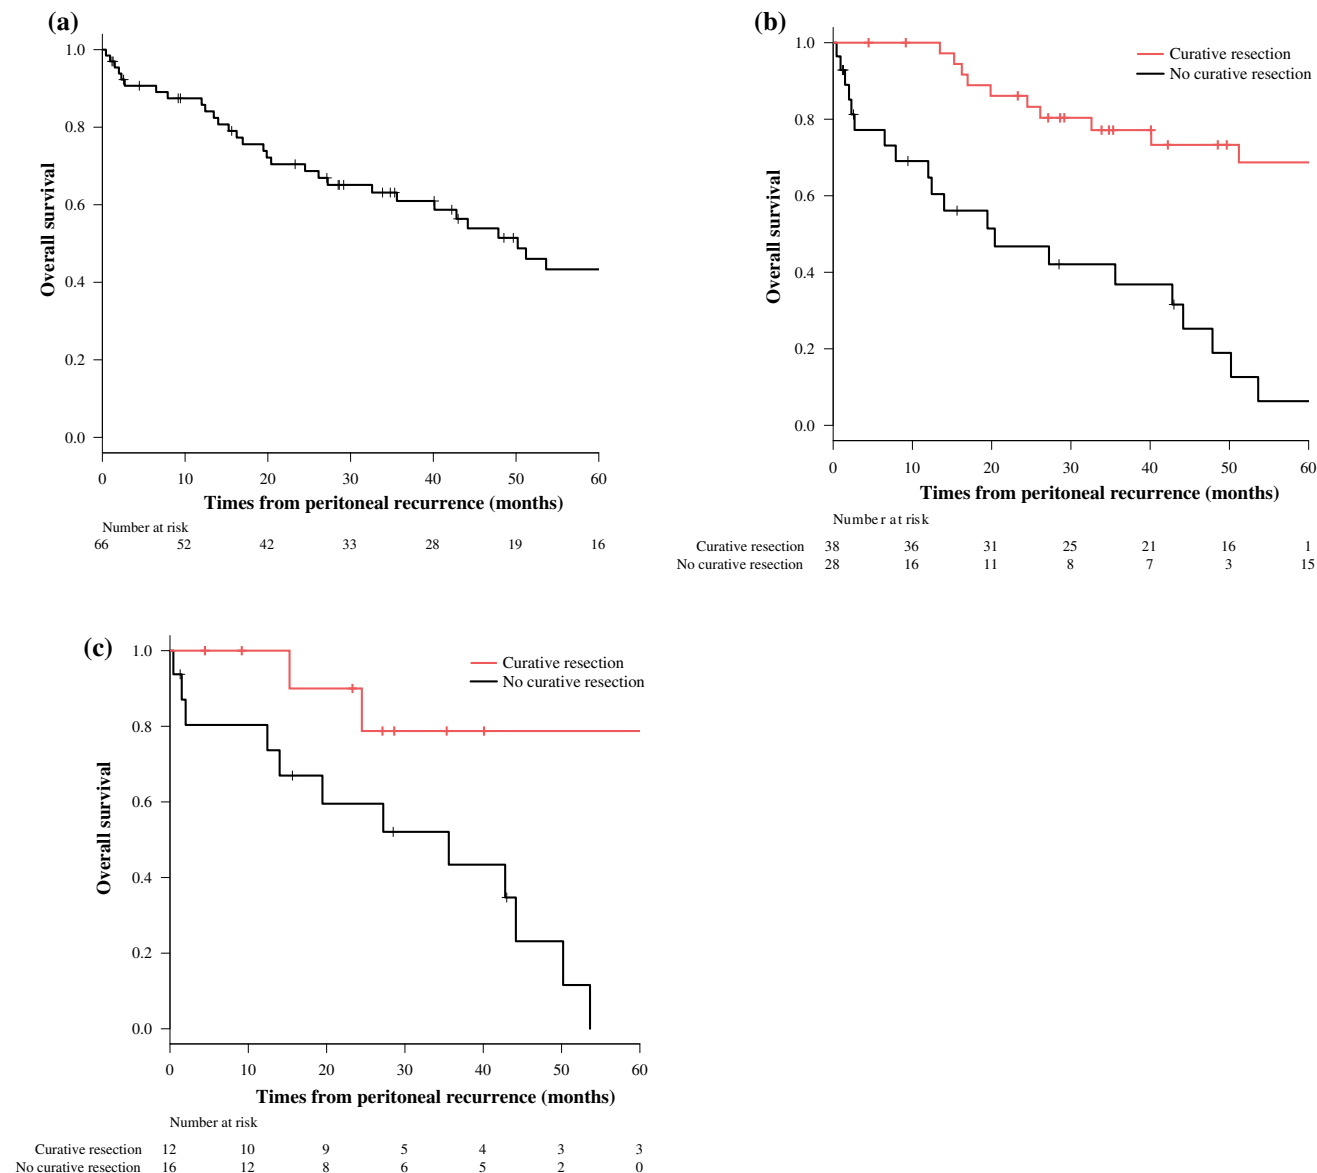 (a)
1.0
0.8
0.6
0.4
0.2
0.0
Overall survival
0 10 20 30 40 50 60
Times from peritoneal recurrence (months)
Number at risk
66 52 42 33 28 19 16
(b)
1.0
0.8
0.6
0.4
0.2
0.0
Overall survival
Curative resection
No curative resection
0 10 20 30 40 50 60
Times from peritoneal recurrence (months)
Number at risk
Curative resection 38 36 31 25 21 16 1
No curative resection 28 16 11 8 7 3 15
(c)
1.0
0.8
0.6
0.4
0.2
0.0
Overall survival
Curative resection
No curative resection
0 10 20 30 40 50 60
Times from peritoneal recurrence (months)
Number at risk
Curative resection 12 10 9 5 4 3 3
No curative resection 16 12 8 6 5 2 0